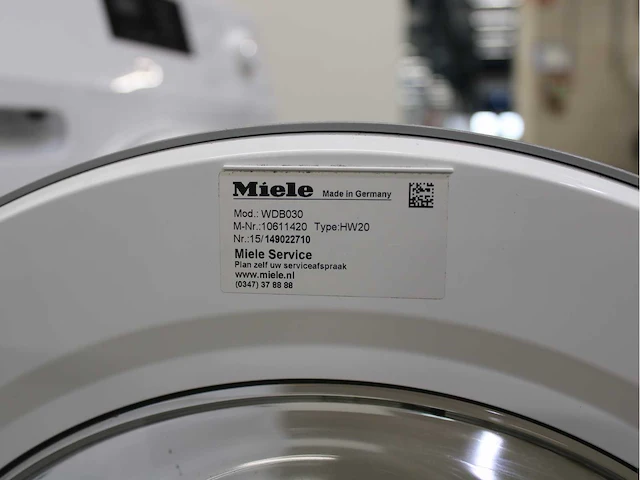 Miele Made in Germany
Mod.: WDB030
M-Nr.:10611420 Type:HW20
Nr.:15/149022710
Miele Service
Plan zelf uw serviceafspraak
www.miele.nl
(0347) 37 88 88